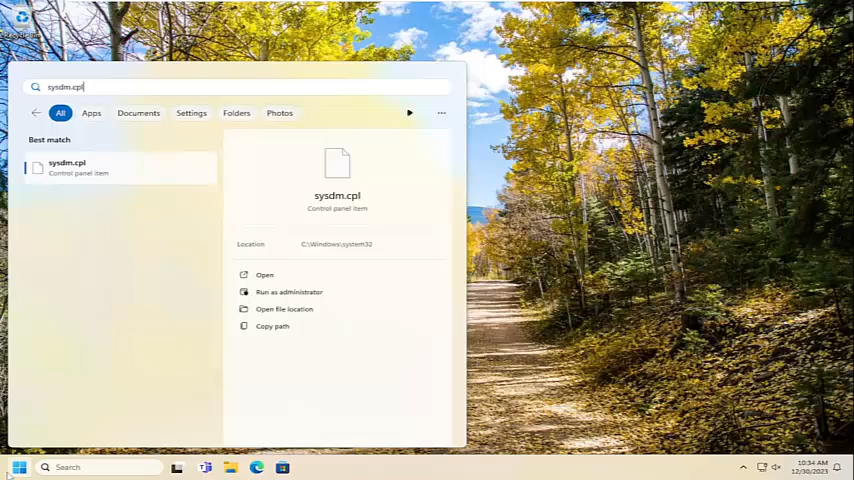 sysdm.cpl
All Apps Documents Settings Folders Photos
Best match
sysdm.cpl
Control panel item
sysdm.cpl
Control panel item
Location C:\Windows\system32
Open
Run as administrator
Open file location
Copy path
Search
10:34 AM
12/30/2023